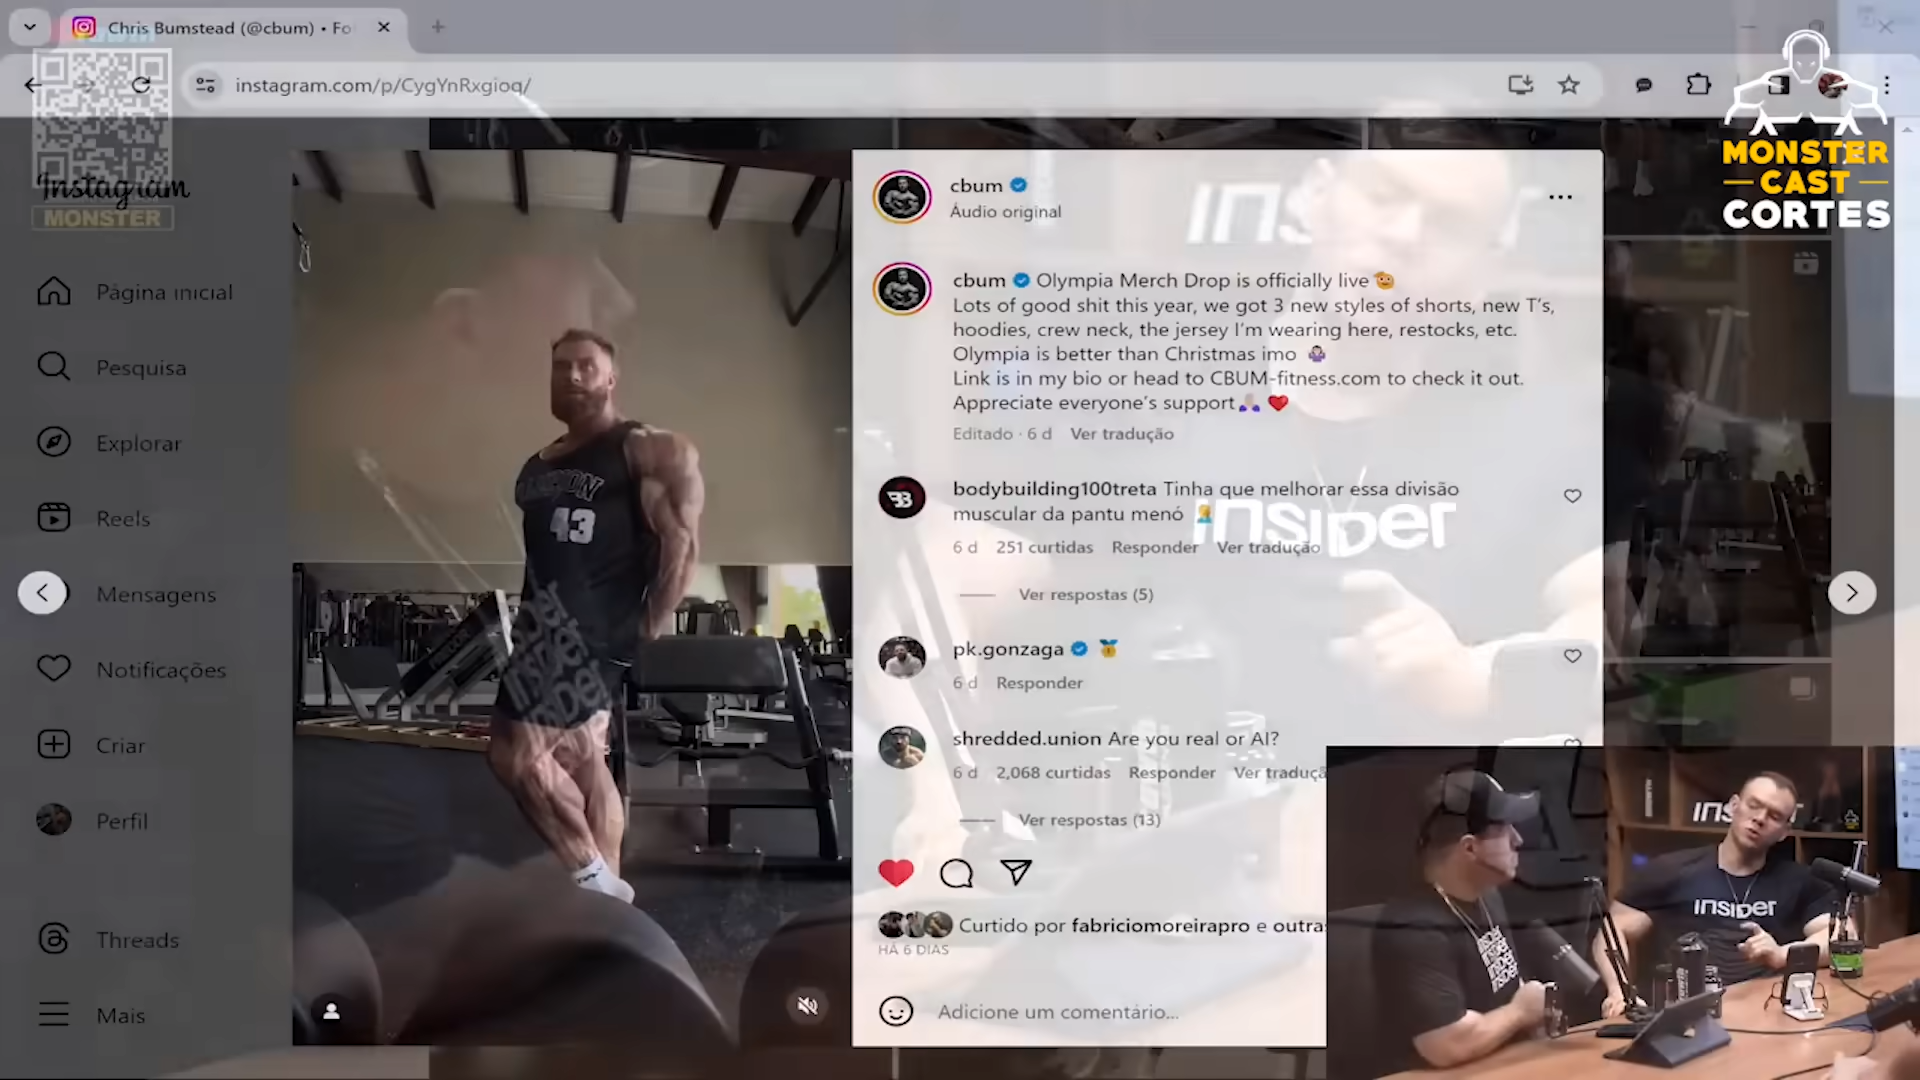 Chris Bumstead (@cbum) • Fo
instagram.com/p/CygYnRxgioq/
Instagram
MONSTER
MONSTER
CAST
CORTES
Página inicial
Pesquisa
Explorar
Reels
Mensagens
Notificações
Criar
Perfil
Threads
Mais
43
cbum
Áudio original
cbum Olympia Merch Drop is officially live 🫡
Lots of good shit this year, we got 3 new styles of shorts, new T's,
hoodies, crew neck, the jersey I'm wearing here, restocks, etc.
Olympia is better than Christmas imo 🤷🏻‍♂️
Link is in my bio or head to CBUM-fitness.com to check it out.
Appreciate everyone's support🙏🏼 ❤️
Editado · 6 d Ver tradução
bodybuilding100treta Tinha que melhorar essa divisão
muscular da pantu menó 🤦‍♂️
6 d 251 curtidas Responder Ver tradução
Ver respostas (5)
pk.gonzaga 🥇
6 d Responder
shredded.union Are you real or AI?
6 d 2,068 curtidas Responder Ver traduçã
Ver respostas (13)
Curtido por fabriciomoreirapro e outra
HÁ 6 DIAS
Adicione um comentário...
INSIDER
INSIDER
insider
insider